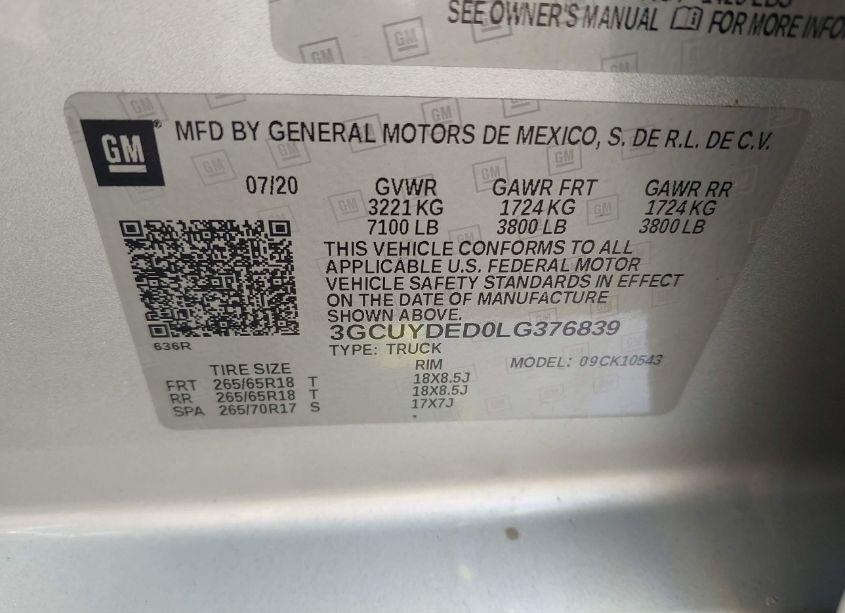 SEE OWNER'S MANUAL FOR MORE
GM ® MFD BY GENERAL MOTORS DE MEXICO, S. DE R.L. DE C.V.
07/20 GVWR GAWR FRT GAWR RR
3221 KG 1724 KG 1724 KG
7100 LB 3800 LB 3800 LB
THIS VEHICLE CONFORMS TO ALL
APPLICABLE U.S. FEDERAL MOTOR
VEHICLE SAFETY STANDARDS IN EFFECT
ON THE DATE OF MANUFACTURE
SHOWN ABOVE.
3GCUYDED0LG376839
636R
TYPE: TRUCK
MODEL: 09CK10543
TIRE SIZE RIM
FRT 265/65R18 T 18X8.5J
RR 265/65R18 T 18X8.5J
SPA 265/70R17 S 17X7J